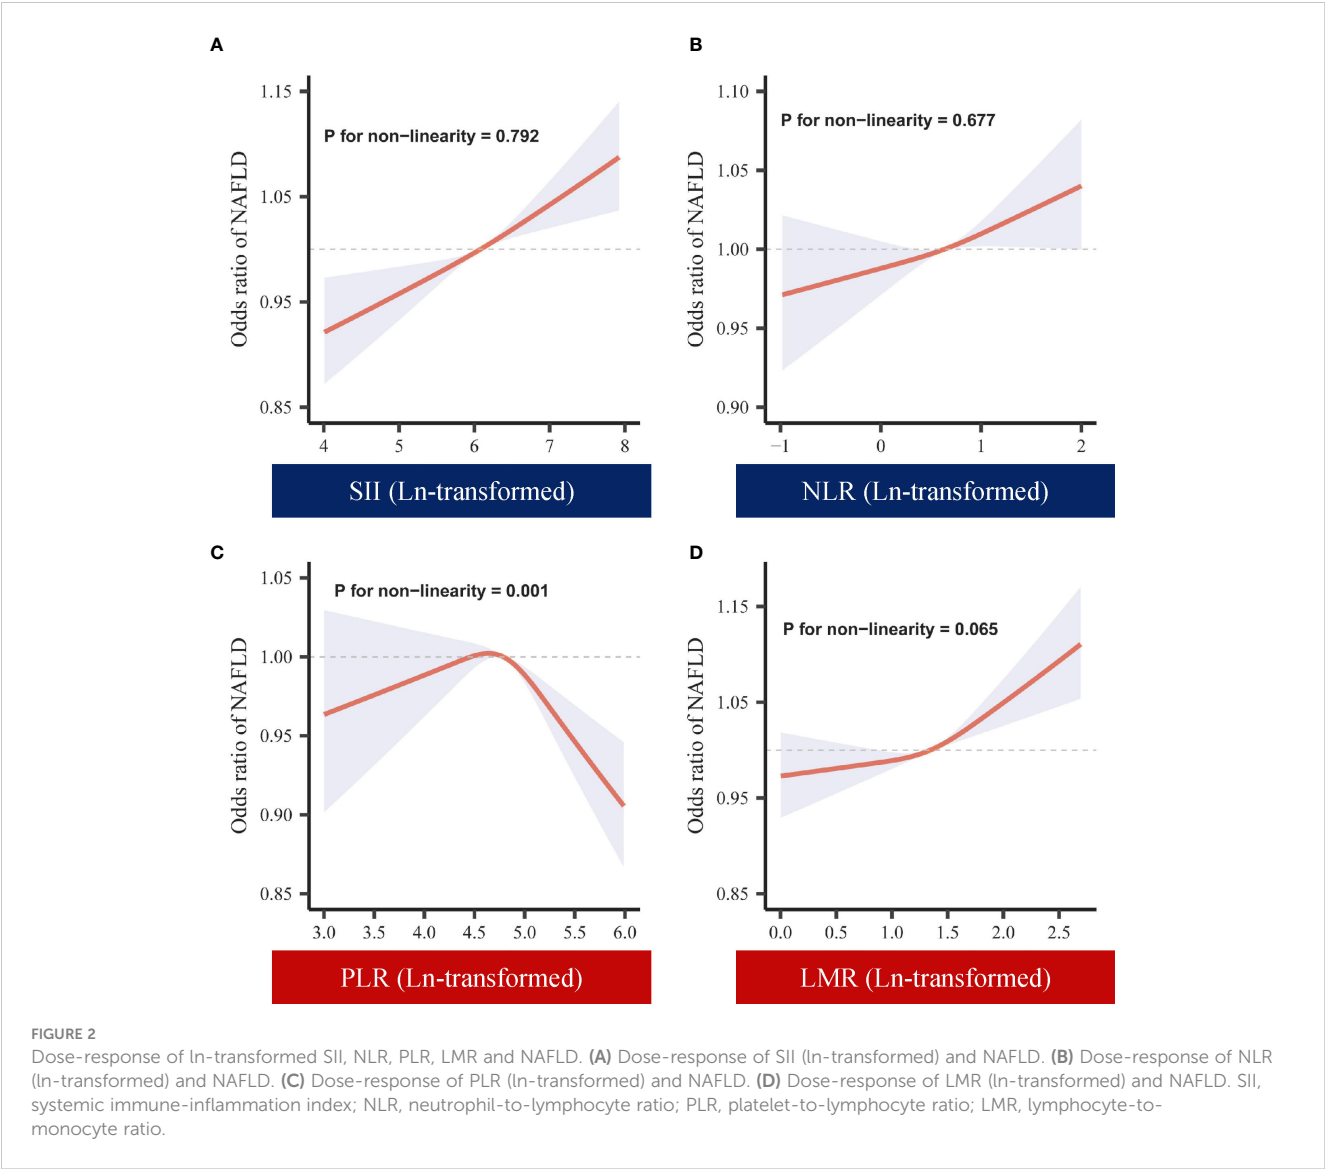 A
1.15
1.05
0.95
0.85
Odds ratio of NAFLD
P for non−linearity = 0.792
4 5 6 7 8
SII (Ln-transformed)
B
1.10
1.05
1.00
0.95
0.90
Odds ratio of NAFLD
P for non−linearity = 0.677
−1 0 1 2
NLR (Ln-transformed)
C
1.05
1.00
0.95
0.90
0.85
Odds ratio of NAFLD
P for non−linearity = 0.001
3.0 3.5 4.0 4.5 5.0 5.5 6.0
PLR (Ln-transformed)
D
1.15
1.05
0.95
0.85
Odds ratio of NAFLD
P for non−linearity = 0.065
0.0 0.5 1.0 1.5 2.0 2.5
LMR (Ln-transformed)
FIGURE 2
Dose-response of ln-transformed SII, NLR, PLR, LMR and NAFLD. (A) Dose-response of SII (ln-transformed) and NAFLD. (B) Dose-response of NLR
(ln-transformed) and NAFLD. (C) Dose-response of PLR (ln-transformed) and NAFLD. (D) Dose-response of LMR (ln-transformed) and NAFLD. SII,
systemic immune-inflammation index; NLR, neutrophil-to-lymphocyte ratio; PLR, platelet-to-lymphocyte ratio; LMR, lymphocyte-to-
monocyte ratio.